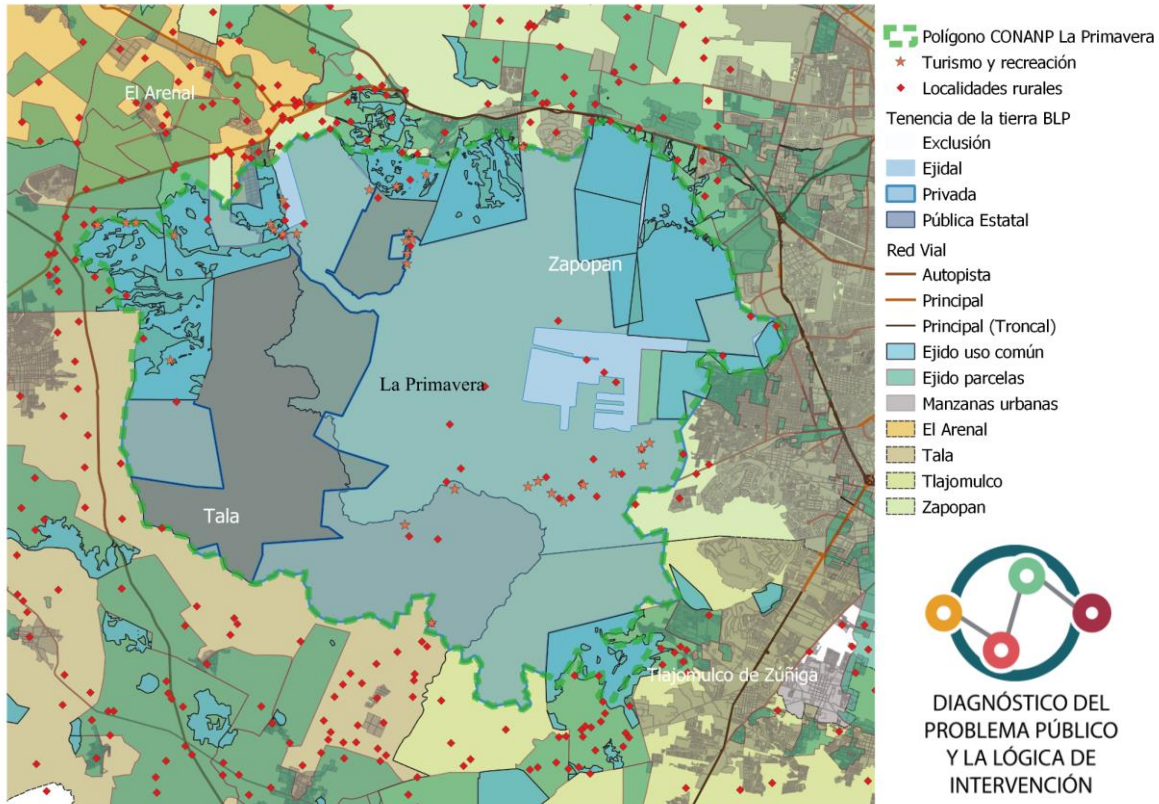 El Arenal
Zapopan
La Primavera
Tala
Tlajomulco de Zúñiga
Polígono CONANP La Primavera
Turismo y recreación
Localidades rurales
Tenencia de la tierra BLP
Exclusión
Ejidal
Privada
Pública Estatal
Red Vial
Autopista
Principal
Principal (Troncal)
Ejido uso común
Ejido parcelas
Manzanas urbanas
El Arenal
Tala
Tlajomulco
Zapopan
DIAGNÓSTICO DEL
PROBLEMA PÚBLICO
Y LA LÓGICA DE
INTERVENCIÓN